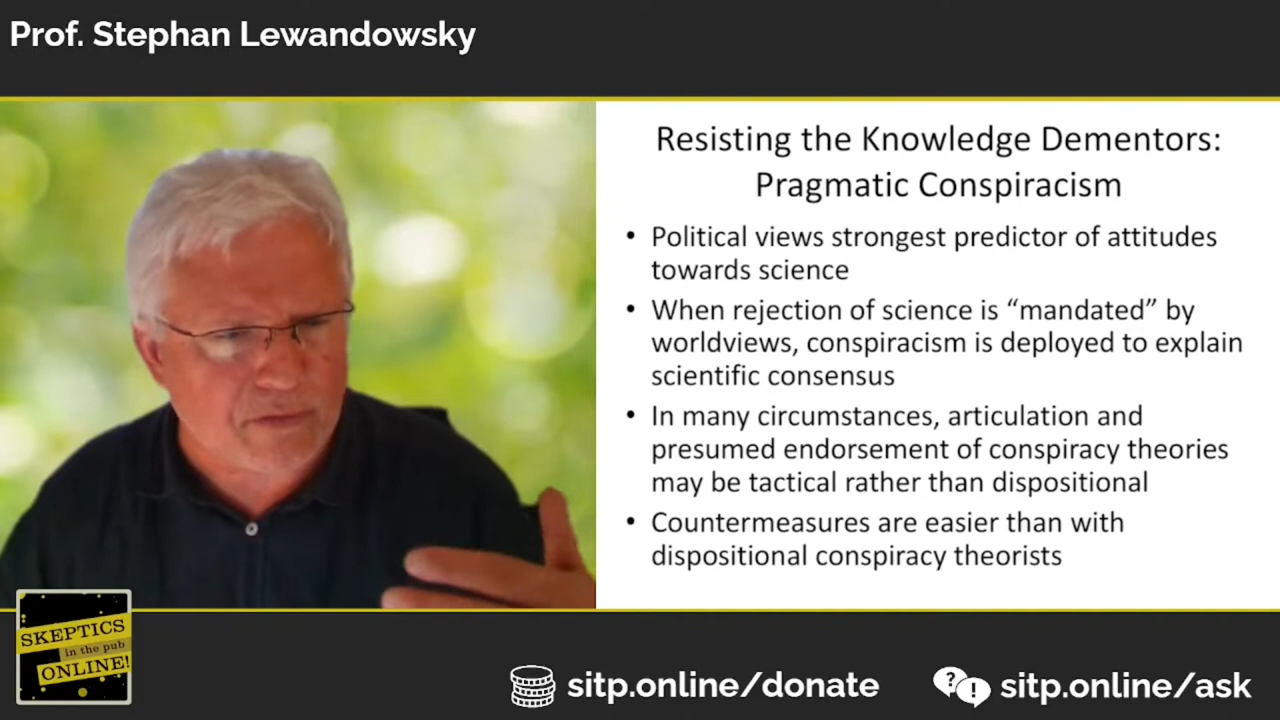 Prof. Stephan Lewandowsky
Resisting the Knowledge Dementors:
Pragmatic Conspiracism
• Political views strongest predictor of attitudes
towards science
• When rejection of science is “mandated” by
worldviews, conspiracism is deployed to explain
scientific consensus
• In many circumstances, articulation and
presumed endorsement of conspiracy theories
may be tactical rather than dispositional
• Countermeasures are easier than with
dispositional conspiracy theorists
SKEPTICS
in the pub
ONLINE!
sitp.online/donate
?!
sitp.online/ask